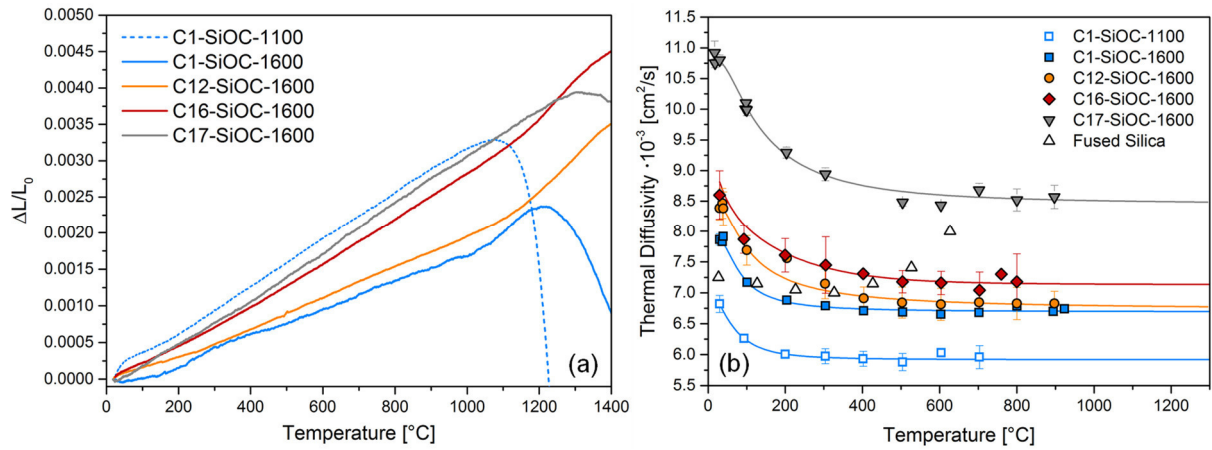 0.0050
0.0045
0.0040
0.0035
0.0030
0.0025
0.0020
0.0015
0.0010
0.0005
0.0000
ΔL/L₀
C1-SiOC-1100
C1-SiOC-1600
C12-SiOC-1600
C16-SiOC-1600
C17-SiOC-1600
(a)
0 200 400 600 800 1000 1200 1400
Temperature [°C]
11.5
11.0
10.5
10.0
9.5
9.0
8.5
8.0
7.5
7.0
6.5
6.0
5.5
Thermal Diffusivity ·10⁻³ [cm²/s]
C1-SiOC-1100
C1-SiOC-1600
C12-SiOC-1600
C16-SiOC-1600
C17-SiOC-1600
Fused Silica
(b)
0 200 400 600 800 1000 1200
Temperature [°C]